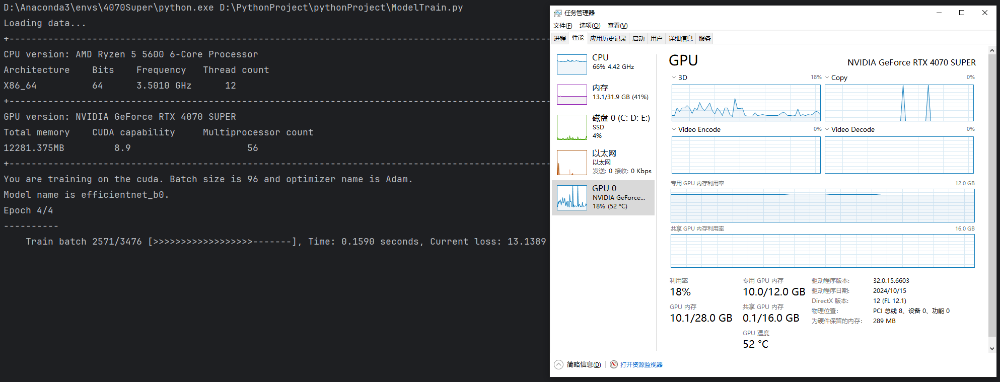 D:\Anaconda3\envs\4070Super\python.exe D:\PythonProject\pythonProject\ModelTrain.py
Loading data...
CPU version: AMD Ryzen 5 5600 6-Core Processor
Architecture Bits Frequency Thread count
X86_64 64 3.5010 GHz 12
GPU version: NVIDIA GeForce RTX 4070 SUPER
Total memory CUDA capability Multiprocessor count
12281.375MB 8.9 56
You are training on the cuda. Batch size is 96 and optimizer name is Adam.
Model name is efficientnet_b0.
Epoch 4/4
----------
Train batch 2571/3476 [>>>>>>>>>>>>>>>>>>-------], Time: 0.1590 seconds, Current loss: 13.1389
任务管理器
文件(F) 选项(O) 查看(V)
进程 性能 应用历史记录 启动 用户 详细信息 服务
CPU
66% 4.42 GHz
内存
13.1/31.9 GB (41%)
磁盘 0 (C: D: E:)
SSD
4%
以太网
以太网
发送: 0 接收: 0 Kbps
GPU 0
NVIDIA GeForce...
18% (52 °C)
GPU
NVIDIA GeForce RTX 4070 SUPER
3D 18% Copy 0%
Video Encode 0% Video Decode 0%
专用 GPU 内存利用率 12.0 GB
共享 GPU 内存利用率 16.0 GB
利用率
18%
GPU 内存
10.1/28.0 GB
专用 GPU 内存
10.0/12.0 GB
共享 GPU 内存
0.1/16.0 GB
GPU 温度
52 °C
驱动程序版本: 32.0.15.6603
驱动程序日期: 2024/10/15
DirectX 版本: 12 (FL 12.1)
物理位置: PCI 总线 8、设备 0、功能 0
为硬件保留的内存: 289 MB
简略信息(D) 打开资源监视器